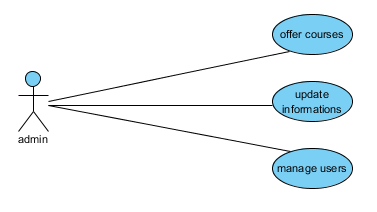 offer courses
update
informations
admin
manage users